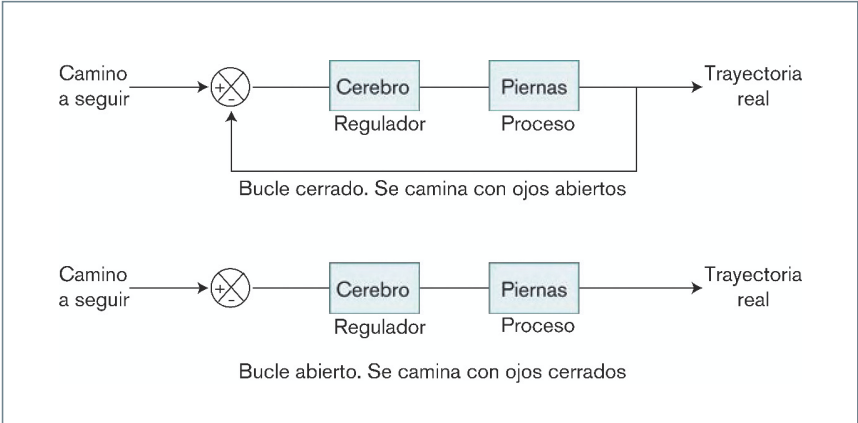 Camino
a seguir
+
-
Cerebro
Regulador
Piernas
Proceso
Trayectoria
real
Bucle cerrado. Se camina con ojos abiertos
Camino
a seguir
+
-
Cerebro
Regulador
Piernas
Proceso
Trayectoria
real
Bucle abierto. Se camina con ojos cerrados